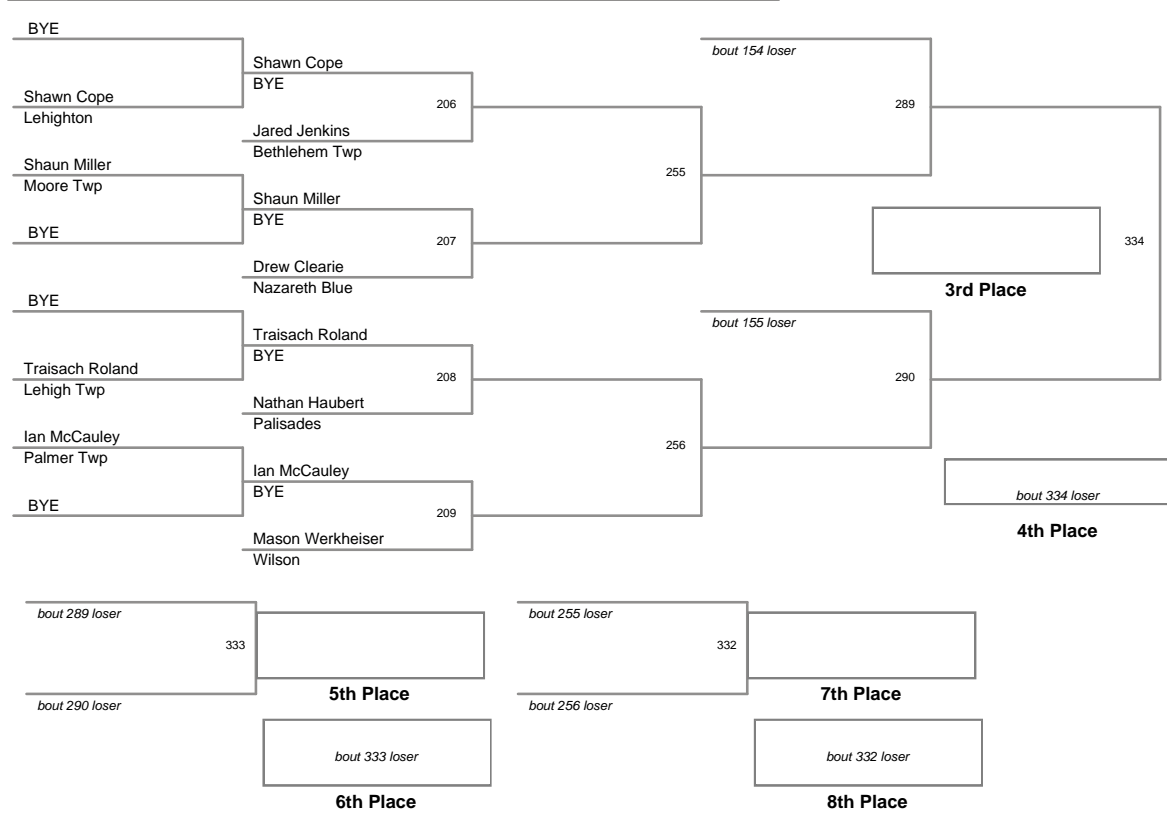 BYE
bout 154 loser
Shawn Cope
BYE
Shawn Cope
Lehighton
206
289
Jared Jenkins
Bethlehem Twp
Shaun Miller
Moore Twp
255
Shaun Miller
BYE
BYE
207
334
Drew Clearie
Nazareth Blue
3rd Place
BYE
bout 155 loser
Traisach Roland
BYE
Traisach Roland
Lehigh Twp
208
290
Nathan Haubert
Palisades
Ian McCauley
Palmer Twp
256
Ian McCauley
BYE
BYE
209
bout 334 loser
4th Place
Mason Werkheiser
Wilson
bout 289 loser
333
5th Place
bout 290 loser
bout 333 loser
6th Place
bout 255 loser
332
7th Place
bout 256 loser
bout 332 loser
8th Place